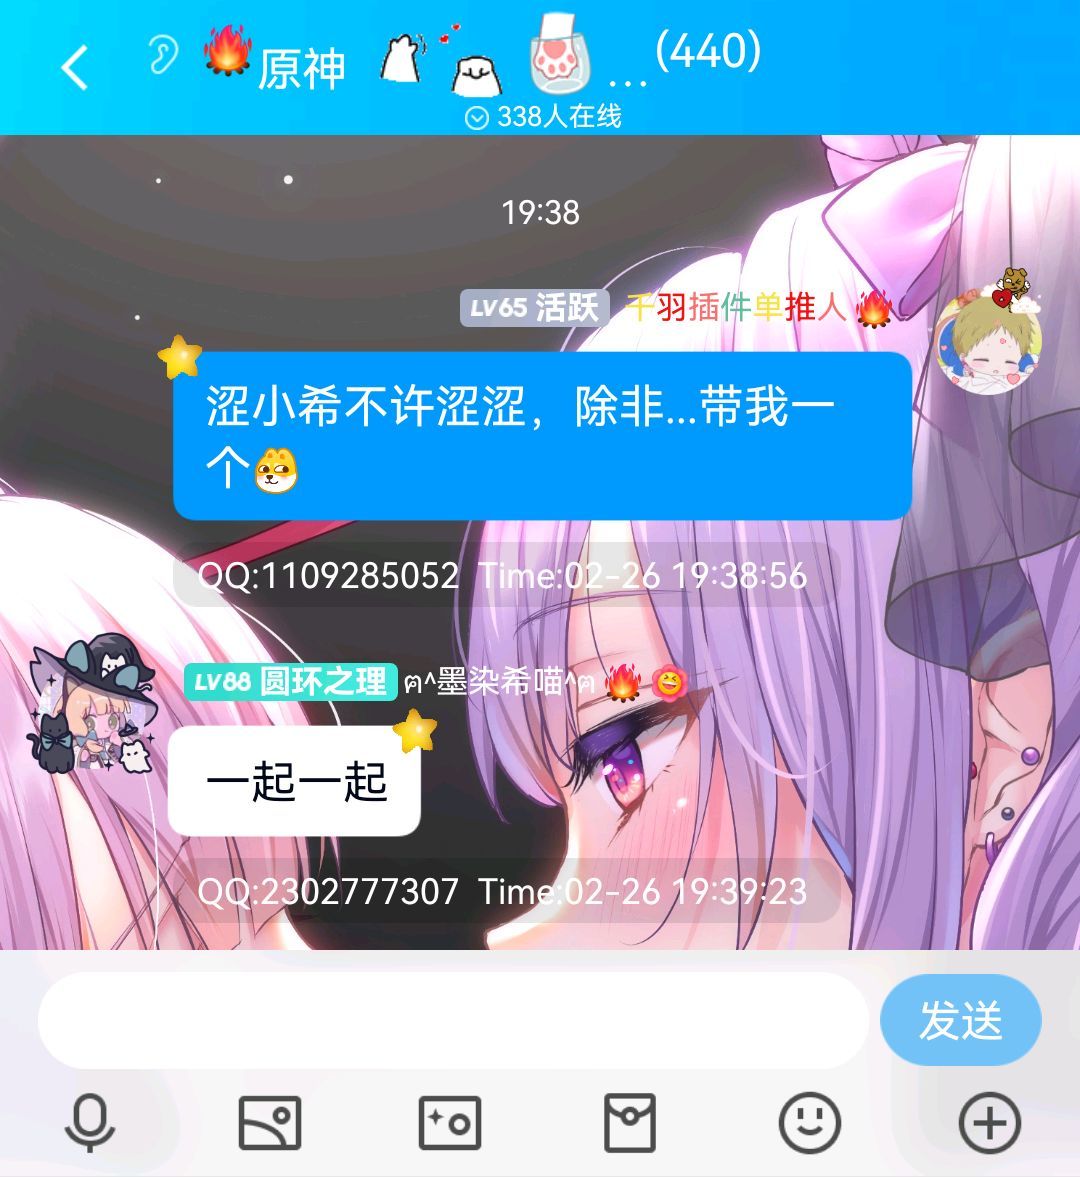 原神 ... (440)
338人在线
19:38
LV65 活跃 千羽插件单推人
涩小希不许涩涩，除非...带我一
个
QQ:1109285052 Time:02-26 19:38:56
LV88 圆环之理 ฅ^墨染希喵^ฅ
一起一起
QQ:2302777307 Time:02-26 19:39:23
发送